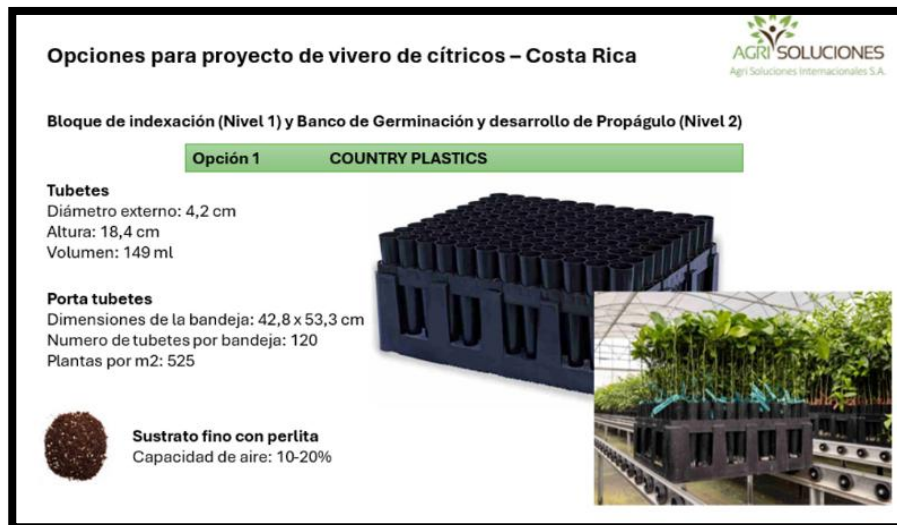 Opciones para proyecto de vivero de cítricos – Costa Rica
AGRI SOLUCIONES
Agri Soluciones Internacionales S.A.
Bloque de indexación (Nivel 1) y Banco de Germinación y desarrollo de Propágulo (Nivel 2)
Opción 1 COUNTRY PLASTICS
Tubetes
Diámetro externo: 4,2 cm
Altura: 18,4 cm
Volumen: 149 ml
Porta tubetes
Dimensiones de la bandeja: 42,8 x 53,3 cm
Numero de tubetes por bandeja: 120
Plantas por m2: 525
Sustrato fino con perlita
Capacidad de aire: 10-20%